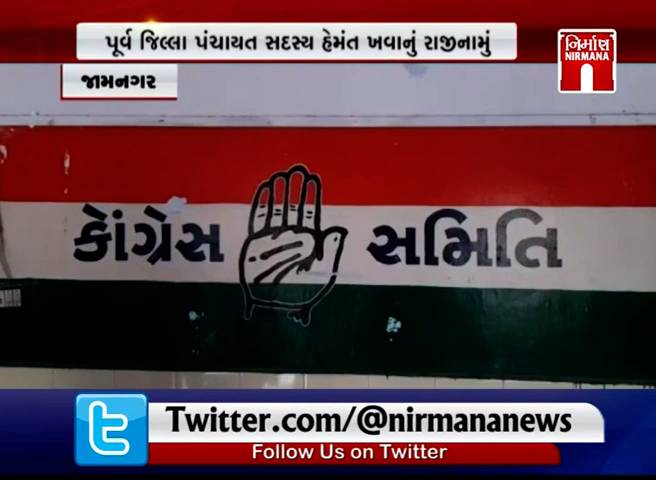 પૂર્વ જિલ્લા પંચાયત સદસ્ય હેમંત ખવાનું રાજીનામું
निर्माण
NIRMANA
જામનગર
કોંગ્રેસ સમિતિ
Twitter.com/@nirmananews
Follow Us on Twitter